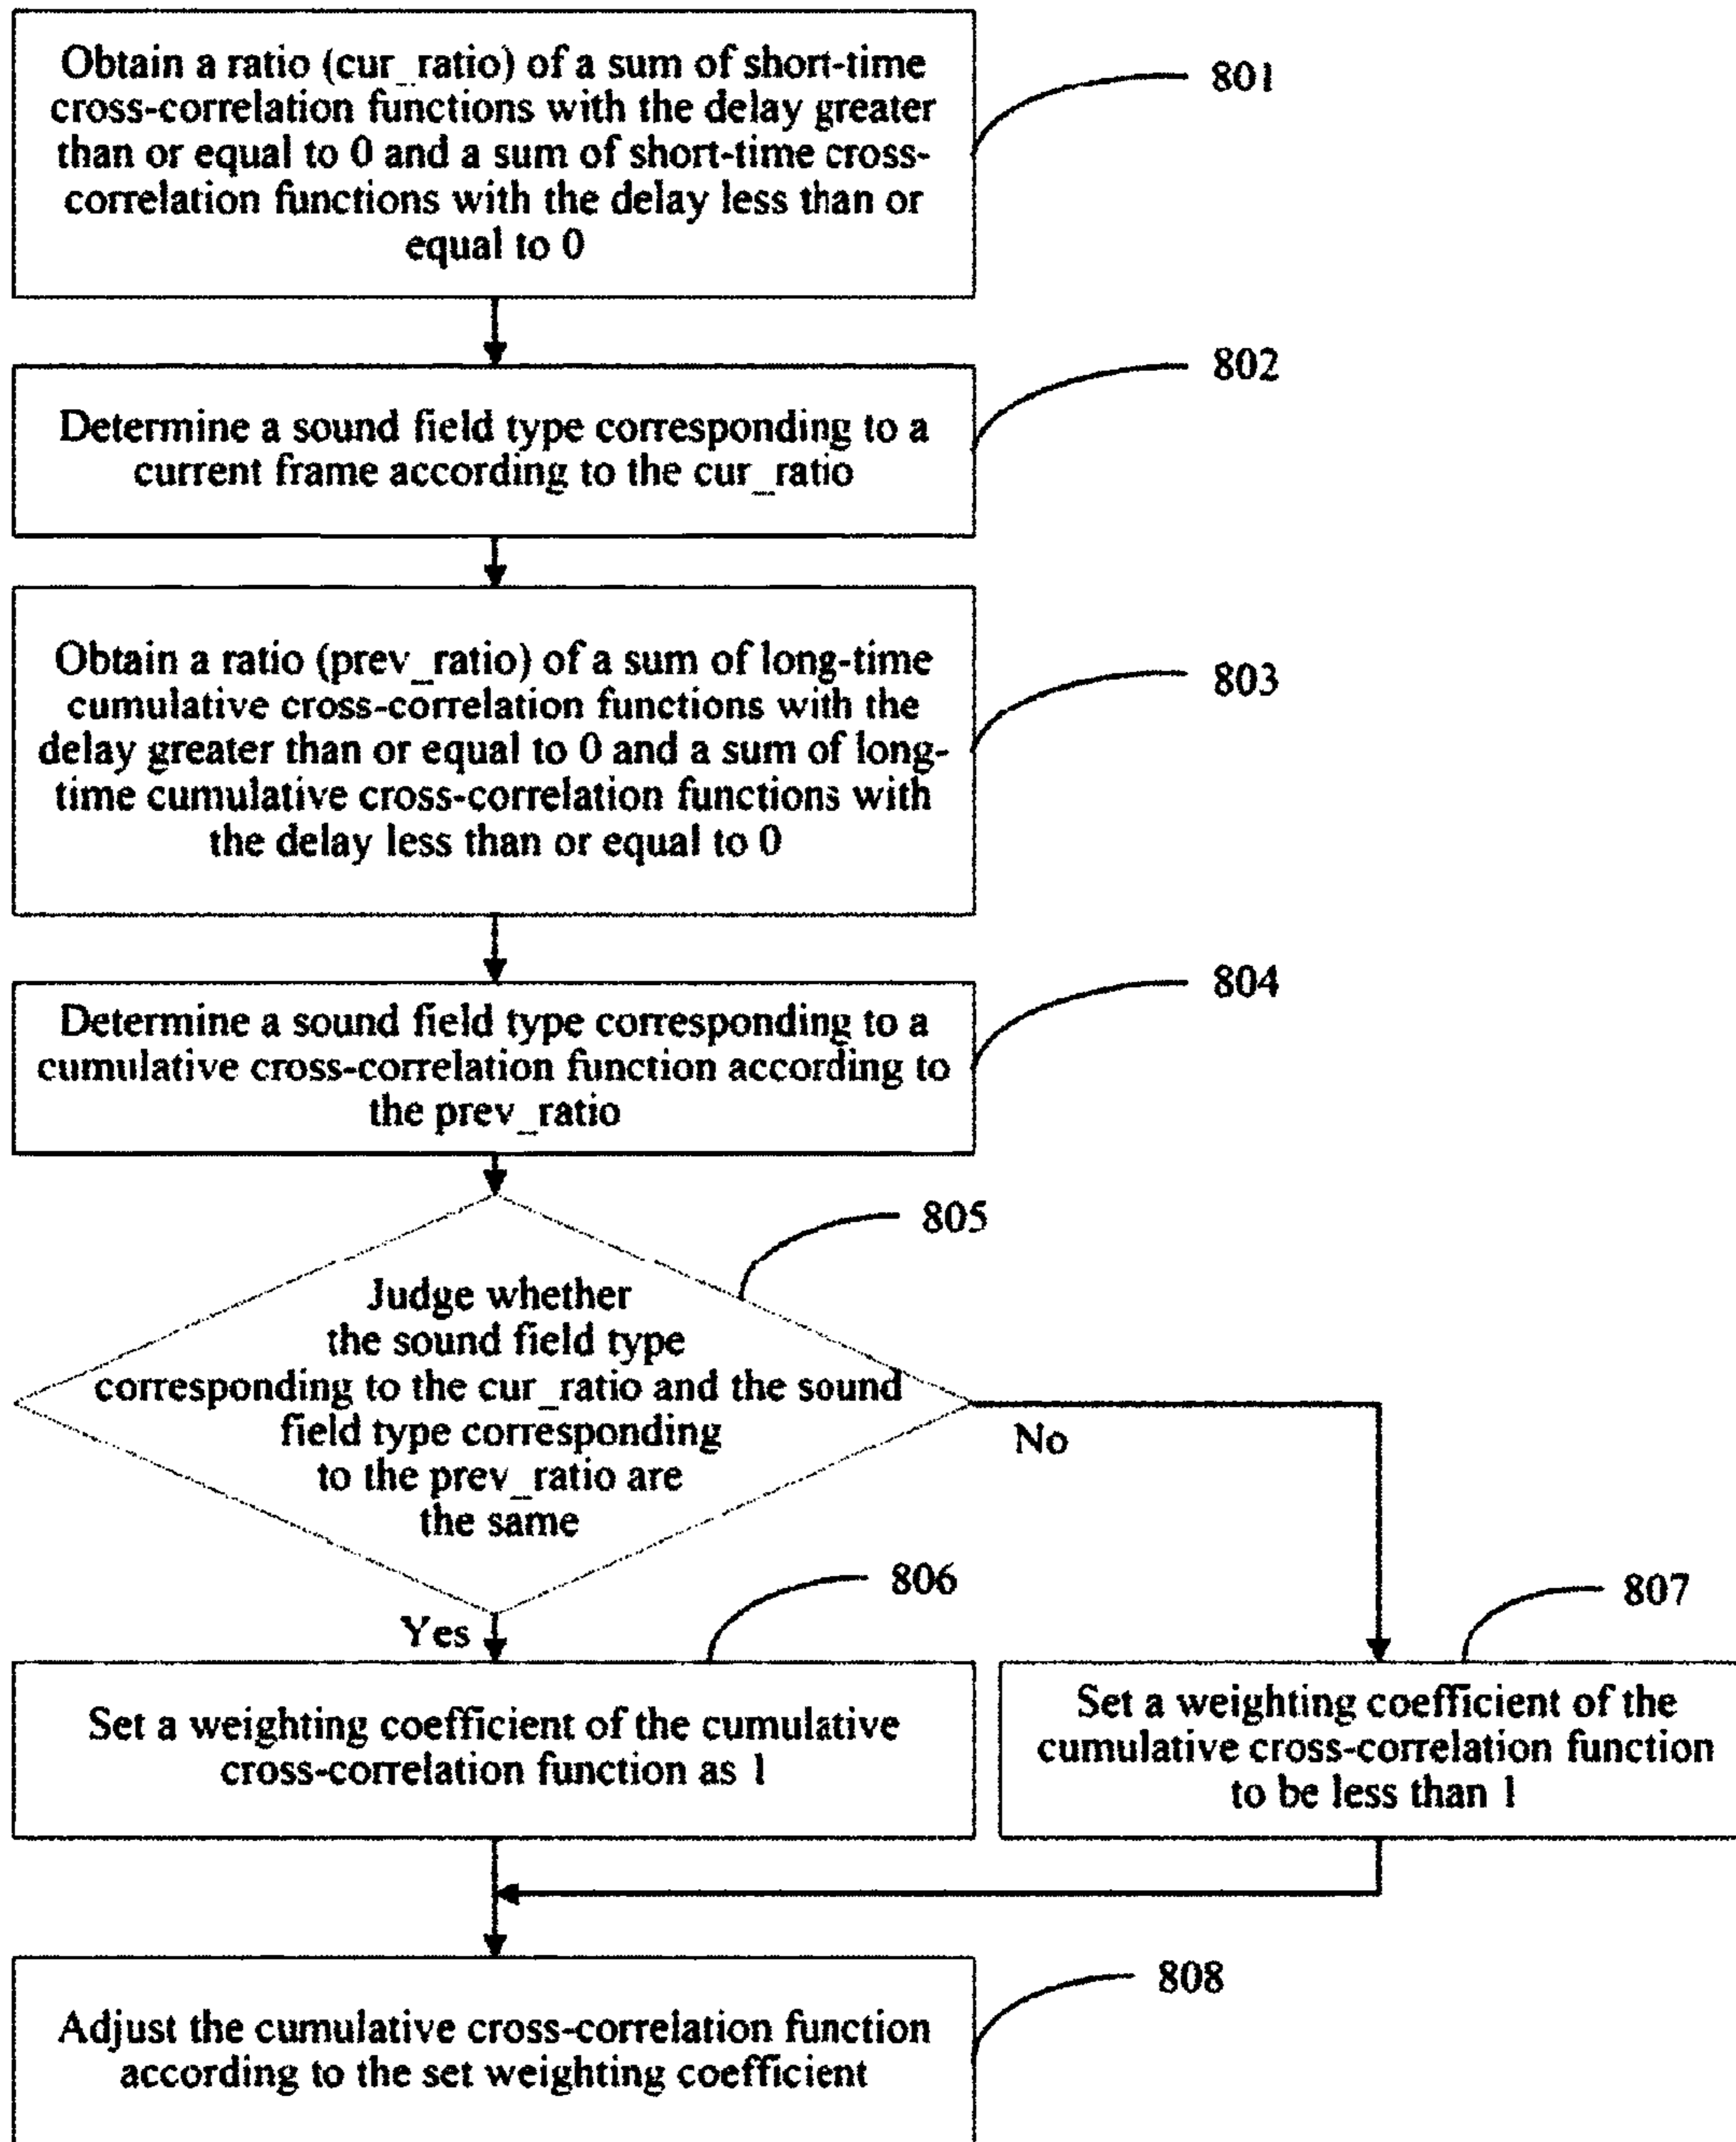 Obtain a ratio (cur_ratio) of a sum of short-time
cross-correlation functions with the delay greater
than or equal to 0 and a sum of short-time cross-
correlation functions with the delay less than or
equal to 0
801
802
Determine a sound field type corresponding to a
current frame according to the cur_ratio
Obtain a ratio (prev_ratio) of a sum of long-time
cumulative cross-correlation functions with the
delay greater than or equal to 0 and a sum of long-
time cumulative cross-correlation functions with
the delay less than or equal to 0
803
804
Determine a sound field type corresponding to a
cumulative cross-correlation function according to
the prev_ratio
805
Judge whether
the sound field type
corresponding to the cur_ratio and the sound
field type corresponding
to the prev_ratio are
the same
No
Yes
806
807
Set a weighting coefficient of the cumulative
cross-correlation function as 1
Set a weighting coefficient of the
cumulative cross-correlation function
to be less than 1
808
Adjust the cumulative cross-correlation function
according to the set weighting coefficient